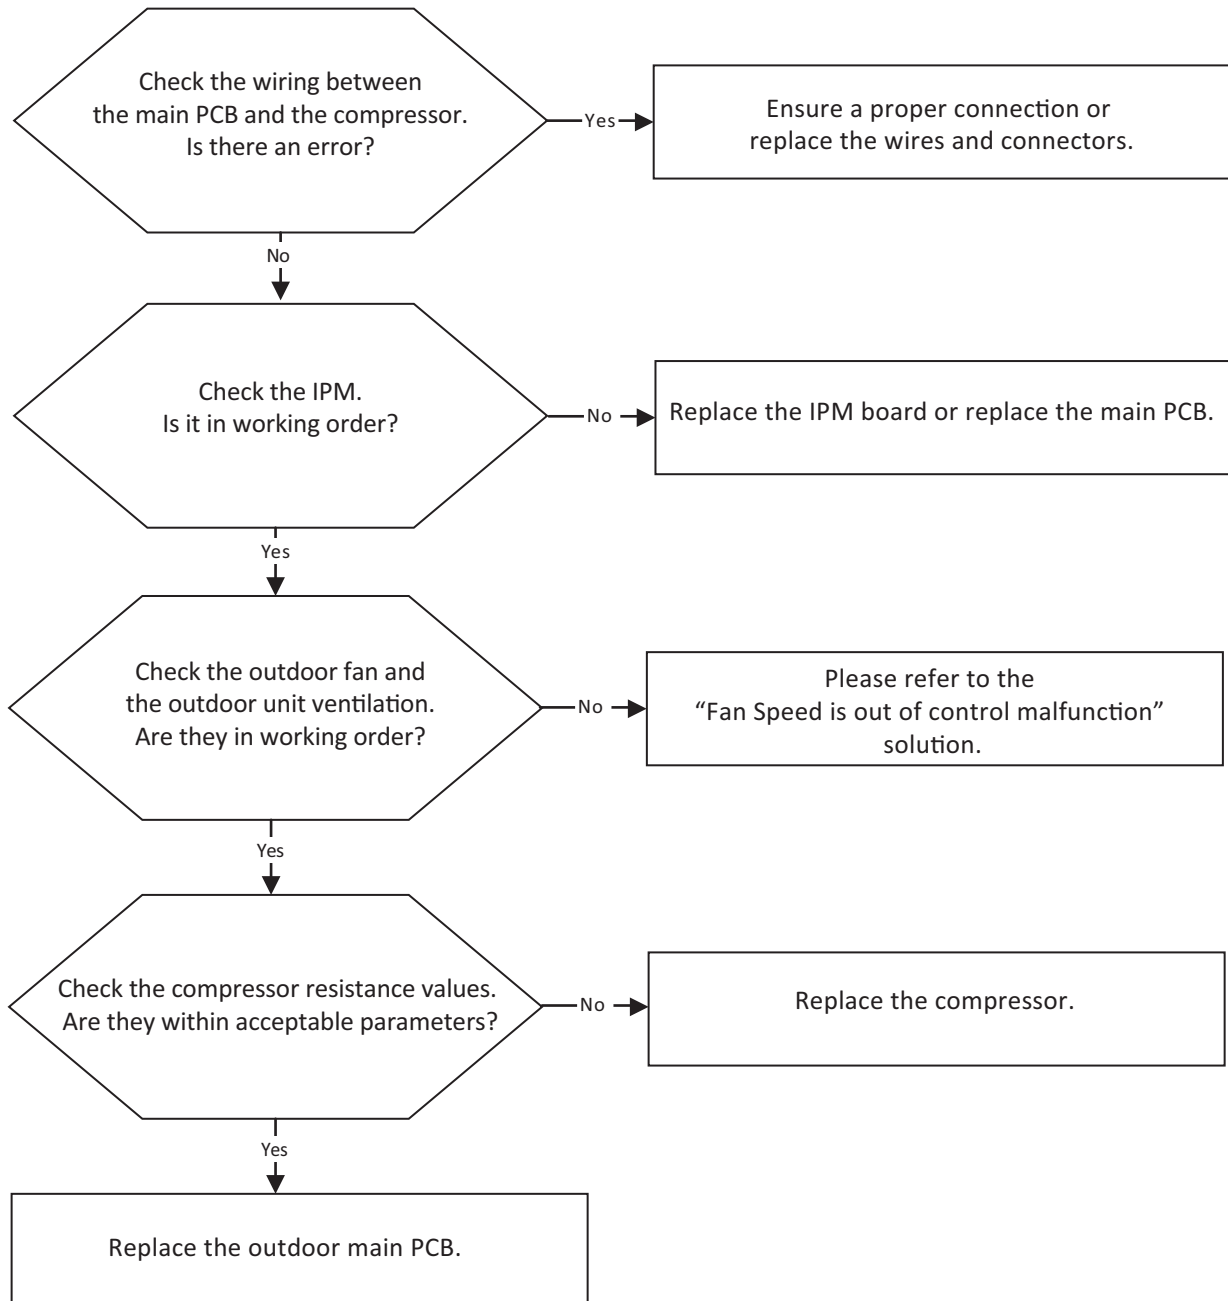 Check the wiring between
the main PCB and the compressor.
Is there an error?
Yes
Ensure a proper connection or
replace the wires and connectors.
No
Check the IPM.
Is it in working order?
No
Replace the IPM board or replace the main PCB.
Yes
Check the outdoor fan and
the outdoor unit ventilation.
Are they in working order?
No
Please refer to the
“Fan Speed is out of control malfunction”
solution.
Yes
Check the compressor resistance values.
Are they within acceptable parameters?
No
Replace the compressor.
Yes
Replace the outdoor main PCB.